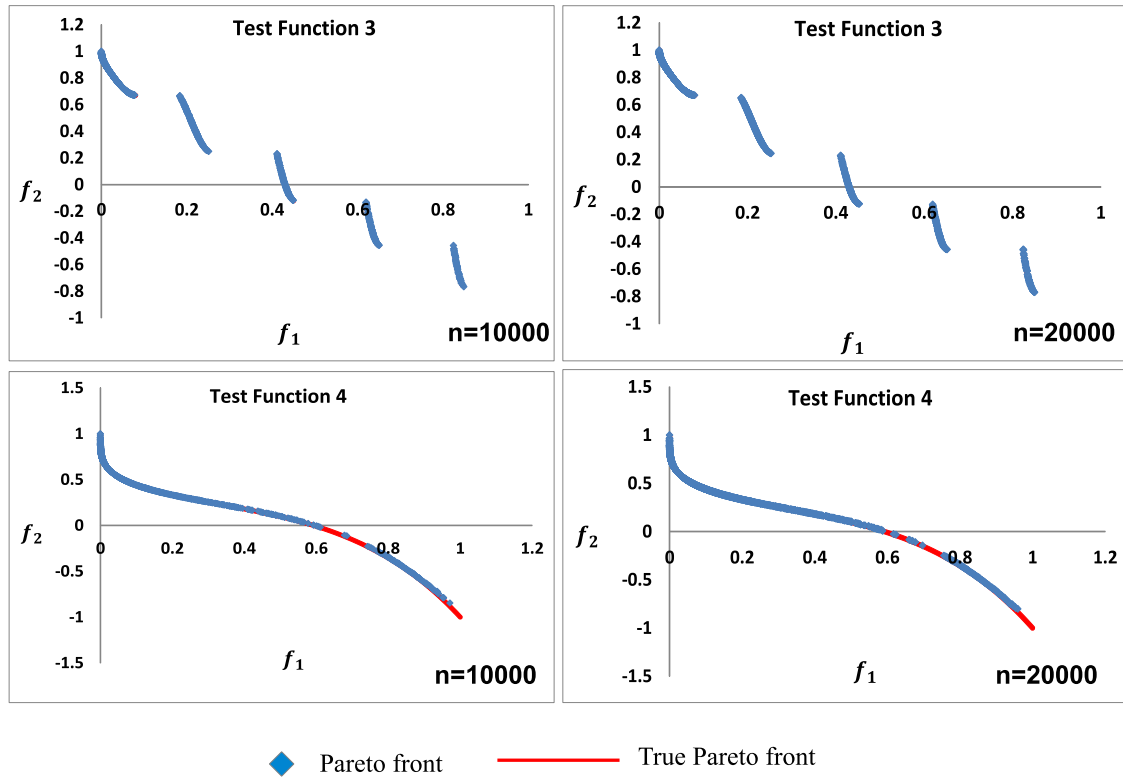 Test Function 3
1.2
1
0.8
0.6
0.4
0.2
0
-0.2
-0.4
-0.6
-0.8
-1
0 0.2 0.4 0.6 0.8 1
f2
f1
n=10000
Test Function 3
1.2
1
0.8
0.6
0.4
0.2
0
-0.2
-0.4
-0.6
-0.8
-1
0 0.2 0.4 0.6 0.8 1
f2
f1
n=20000
Test Function 4
1.5
1
0.5
0
-0.5
-1
-1.5
0 0.2 0.4 0.6 0.8 1 1.2
f2
f1
n=10000
Test Function 4
1.5
1
0.5
0
-0.5
-1
-1.5
0 0.2 0.4 0.6 0.8 1 1.2
f2
f1
n=20000
Pareto front
True Pareto front